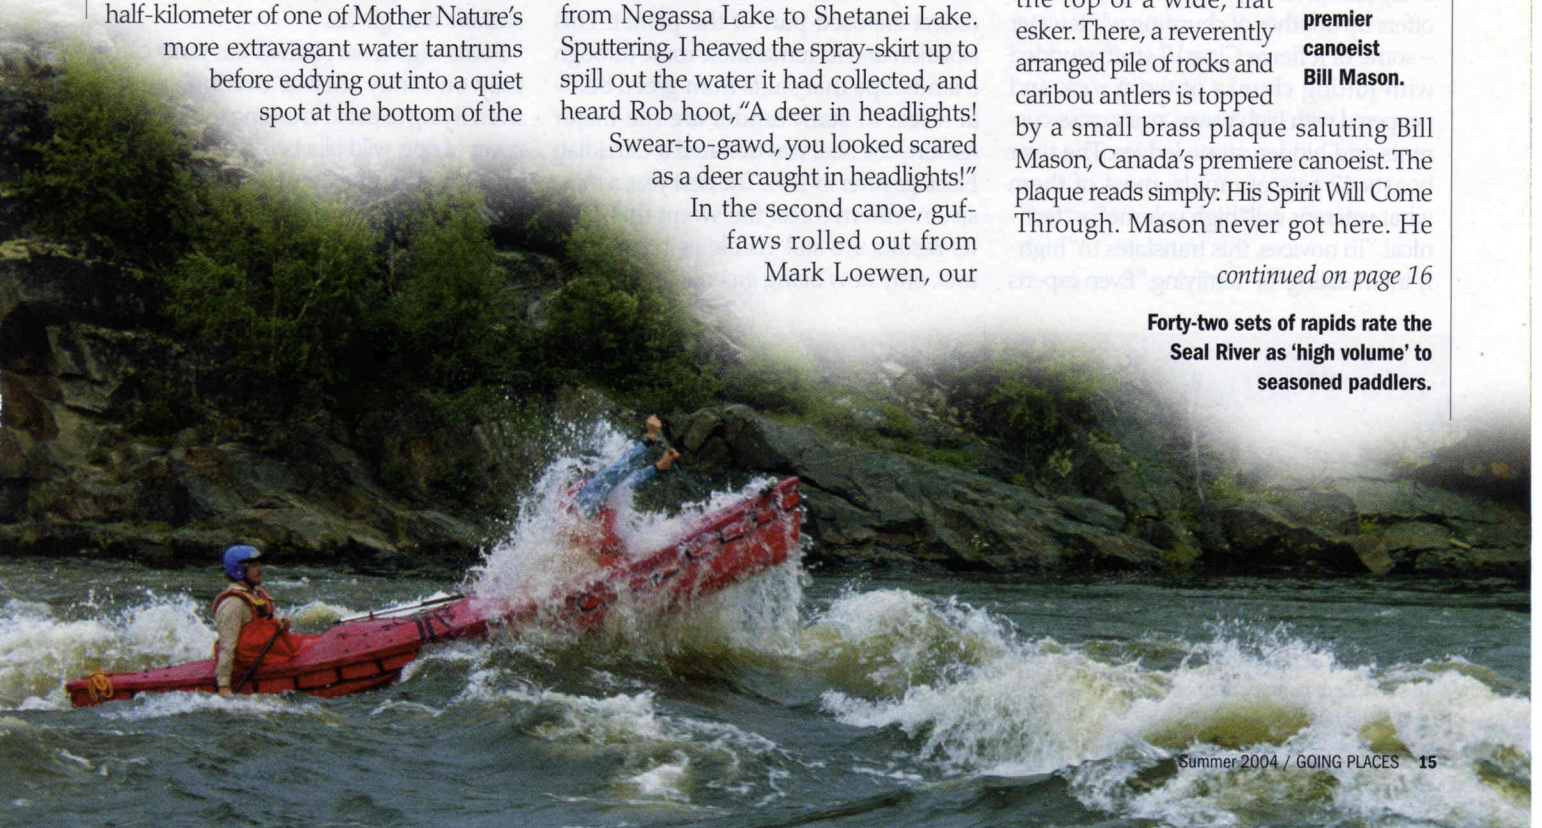 half-kilometer of one of Mother Nature's
more extravagant water tantrums
before eddying out into a quiet
spot at the bottom of the
from Negassa Lake to Shetanei Lake.
Sputtering, I heaved the spray-skirt up to
spill out the water it had collected, and
heard Rob hoot, “A deer in headlights!
Swear-to-gawd, you looked scared
as a deer caught in headlights!”
In the second canoe, guf-
faws rolled out from
Mark Loewen, our
the top of a wide, flat
esker. There, a reverently
arranged pile of rocks and
caribou antlers is topped
by a small brass plaque saluting Bill
Mason, Canada's premiere canoeist. The
plaque reads simply: His Spirit Will Come
Through. Mason never got here. He
continued on page 16
premier
canoeist
Bill Mason.
Forty-two sets of rapids rate the
Seal River as ‘high volume’ to
seasoned paddlers.
Summer 2004 / GOING PLACES 15